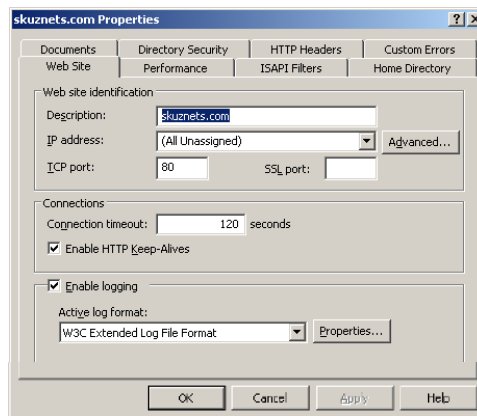 skuznets.com Properties
Documents Directory Security HTTP Headers Custom Errors
Web Site Performance ISAPI Filters Home Directory
Web site identification
Description: skuznets.com
IP address: (All Unassigned) Advanced...
TCP port: 80 SSL port:
Connections
Connection timeout: 120 seconds
Enable HTTP Keep-Alives
Enable logging
Active log format:
W3C Extended Log File Format Properties...
OK Cancel Apply Help